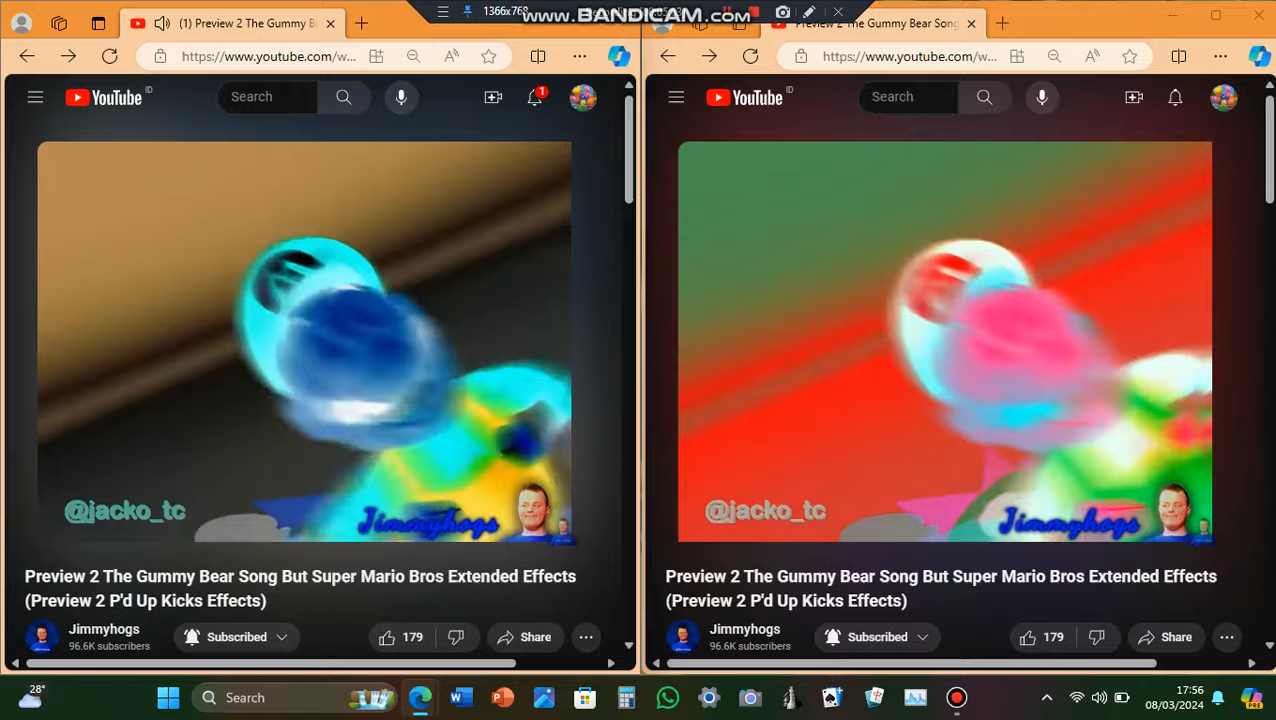 1366x768
www.BANDICAM.com
(1) Preview 2 The Gummy Be
Preview 2 The Gummy Bear Song
https://www.youtube.com/w...
https://www.youtube.com/w...
YouTube ID
Search
1
YouTube ID
Search
@jacko_tc
Jimmyhogs
@jacko_tc
Jimmyhogs
Preview 2 The Gummy Bear Song But Super Mario Bros Extended Effects
(Preview 2 P'd Up Kicks Effects)
Jimmyhogs
96.6K subscribers
Subscribed
179
Share
Preview 2 The Gummy Bear Song But Super Mario Bros Extended Effects
(Preview 2 P'd Up Kicks Effects)
Jimmyhogs
96.6K subscribers
Subscribed
179
Share
28°
Search
17:56
08/03/2024
PRE